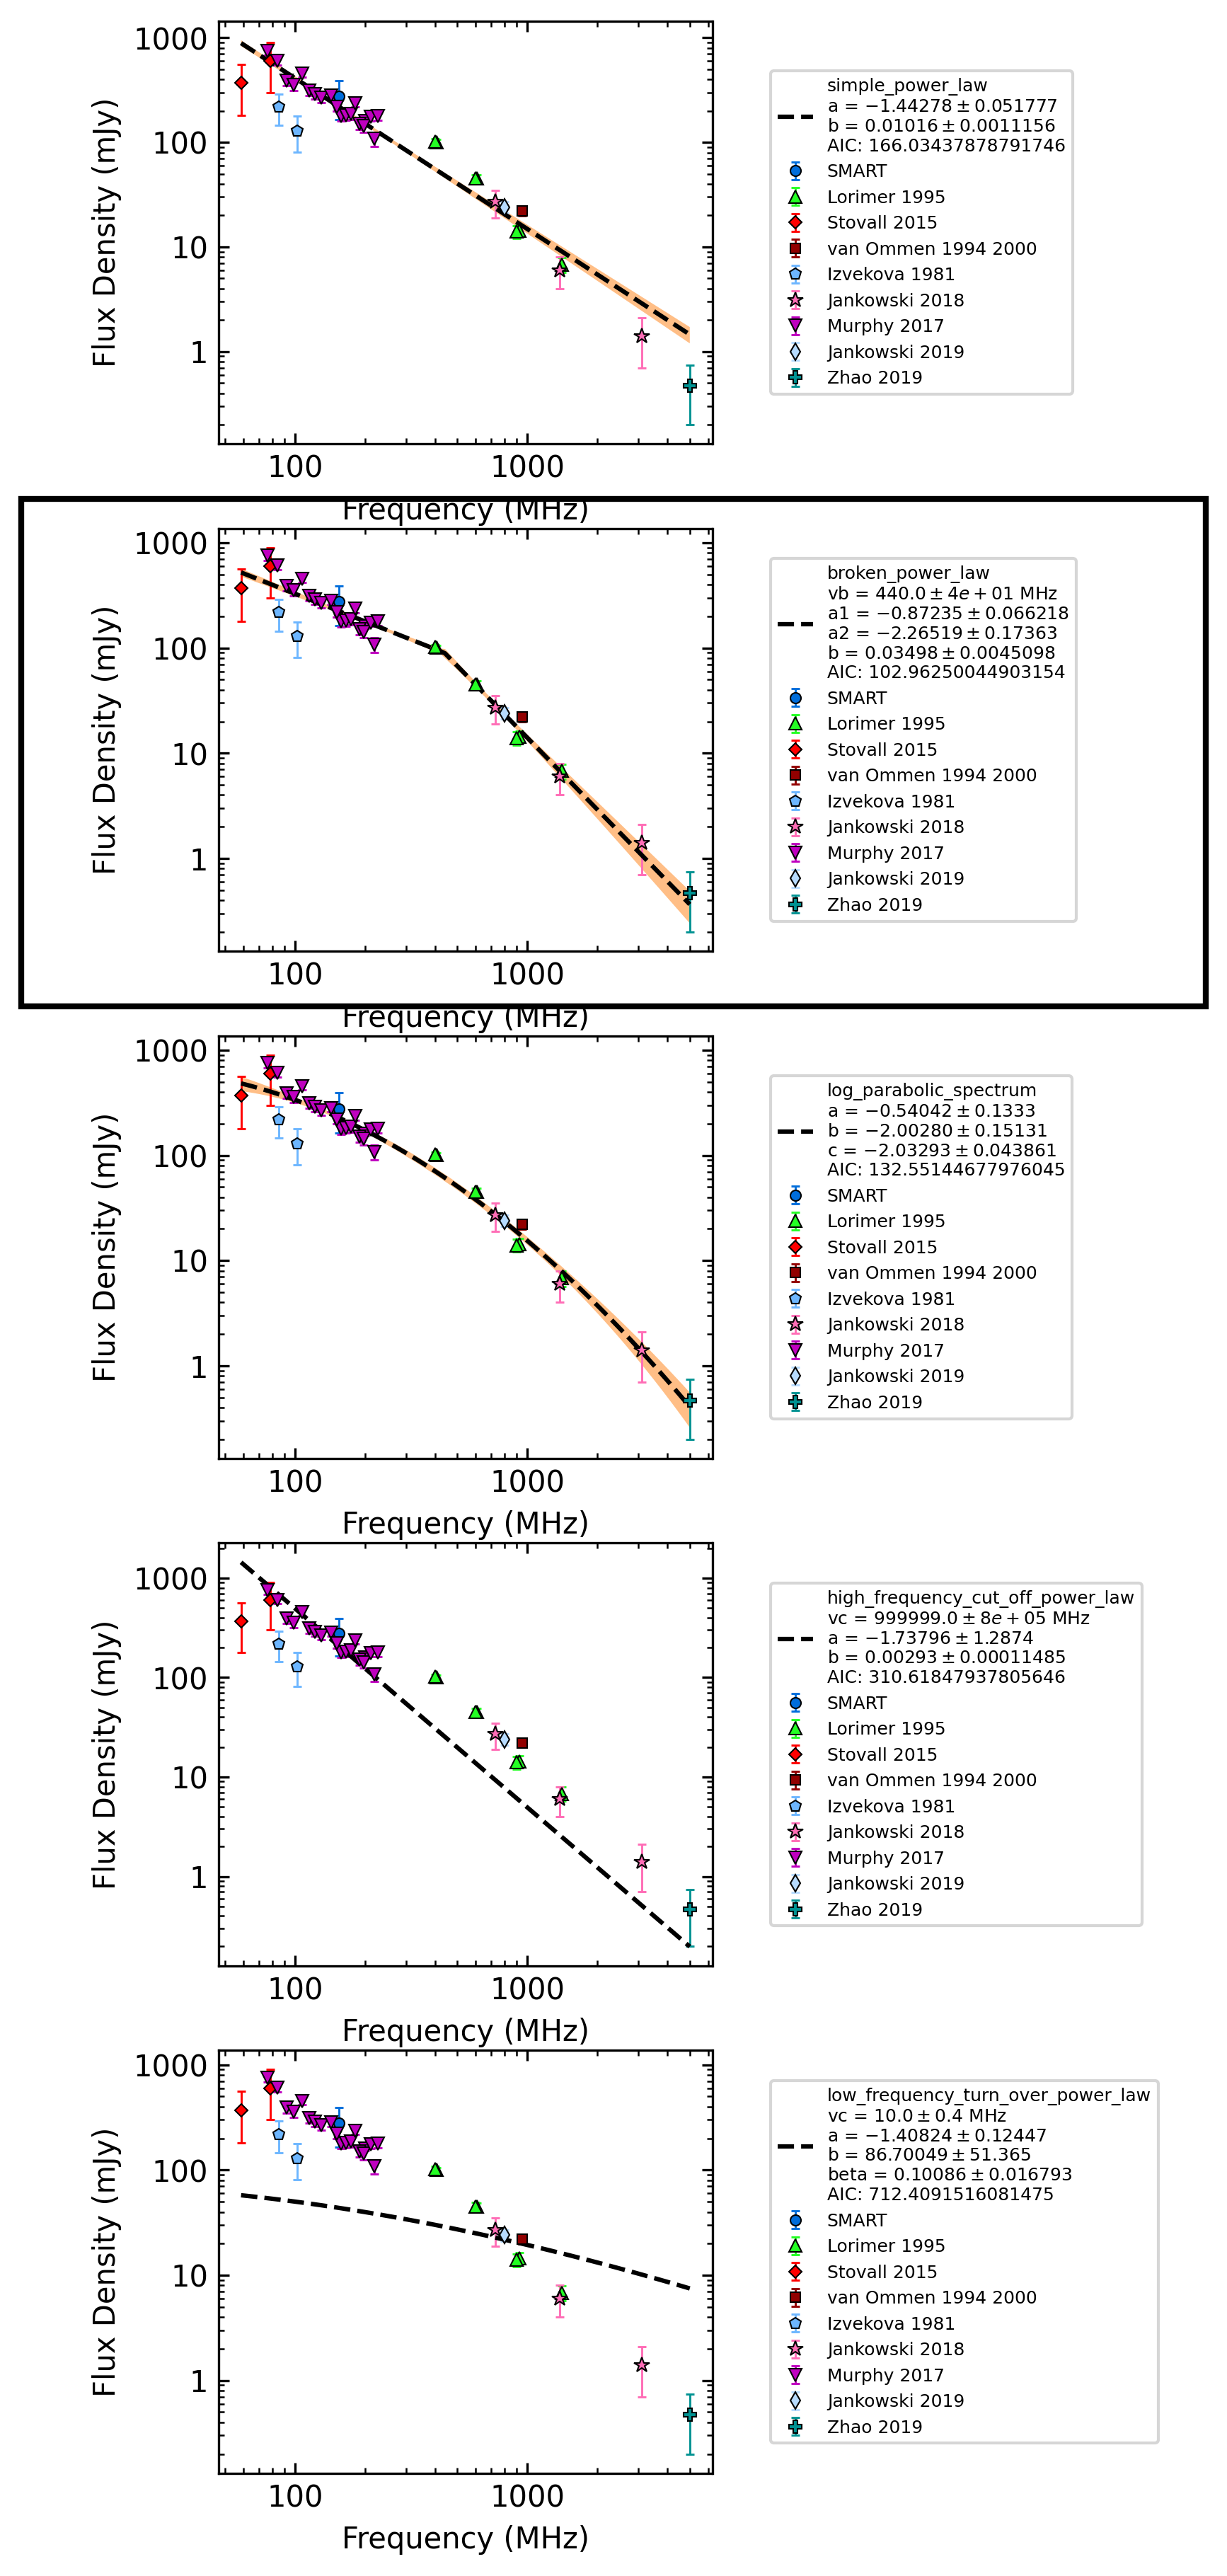 1000
100
10
1
Flux Density (mJy)
100 1000
Frequency (MHz)
simple_power_law
a = −1.44278 ± 0.051777
b = 0.01016 ± 0.0011156
AIC: 166.03437878791746
SMART
Lorimer 1995
Stovall 2015
van Ommen 1994 2000
Izvekova 1981
Jankowski 2018
Murphy 2017
Jankowski 2019
Zhao 2019
1000
100
10
1
Flux Density (mJy)
100 1000
Frequency (MHz)
broken_power_law
vb = 440.0 ± 4e + 01 MHz
a1 = −0.87235 ± 0.066218
a2 = −2.26519 ± 0.17363
b = 0.03498 ± 0.0045098
AIC: 102.96250044903154
SMART
Lorimer 1995
Stovall 2015
van Ommen 1994 2000
Izvekova 1981
Jankowski 2018
Murphy 2017
Jankowski 2019
Zhao 2019
1000
100
10
1
Flux Density (mJy)
100 1000
Frequency (MHz)
log_parabolic_spectrum
a = −0.54042 ± 0.1333
b = −2.00280 ± 0.15131
c = −2.03293 ± 0.043861
AIC: 132.55144677976045
SMART
Lorimer 1995
Stovall 2015
van Ommen 1994 2000
Izvekova 1981
Jankowski 2018
Murphy 2017
Jankowski 2019
Zhao 2019
1000
100
10
1
Flux Density (mJy)
100 1000
Frequency (MHz)
high_frequency_cut_off_power_law
vc = 999999.0 ± 8e + 05 MHz
a = −1.73796 ± 1.2874
b = 0.00293 ± 0.00011485
AIC: 310.61847937805646
SMART
Lorimer 1995
Stovall 2015
van Ommen 1994 2000
Izvekova 1981
Jankowski 2018
Murphy 2017
Jankowski 2019
Zhao 2019
1000
100
10
1
Flux Density (mJy)
100 1000
Frequency (MHz)
low_frequency_turn_over_power_law
vc = 10.0 ± 0.4 MHz
a = −1.40824 ± 0.12447
b = 86.70049 ± 51.365
beta = 0.10086 ± 0.016793
AIC: 712.4091516081475
SMART
Lorimer 1995
Stovall 2015
van Ommen 1994 2000
Izvekova 1981
Jankowski 2018
Murphy 2017
Jankowski 2019
Zhao 2019